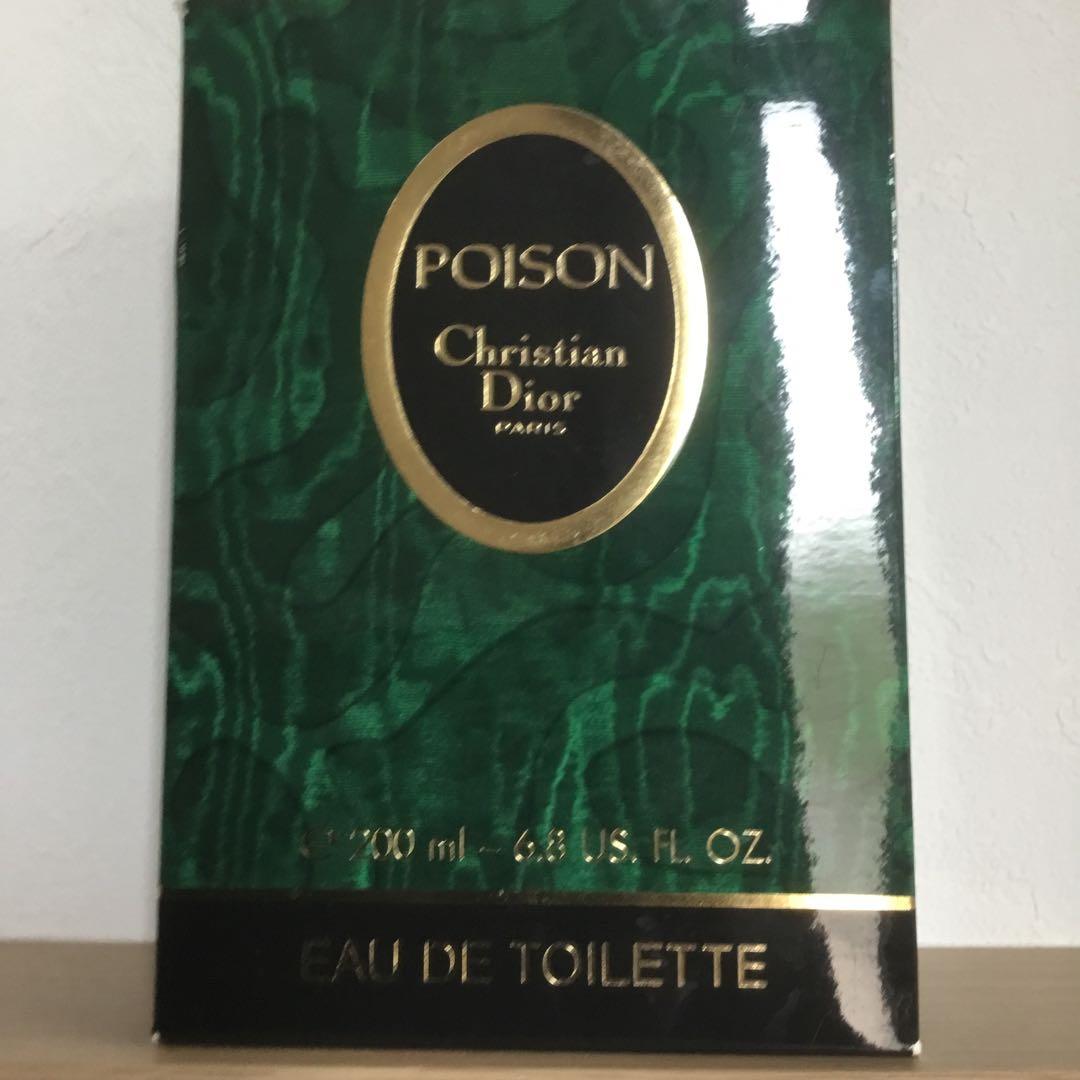 POISON
Christian
Dior
PARIS
℮ 200 ml – 6.8 US. FL. OZ.
EAU DE TOILETTE